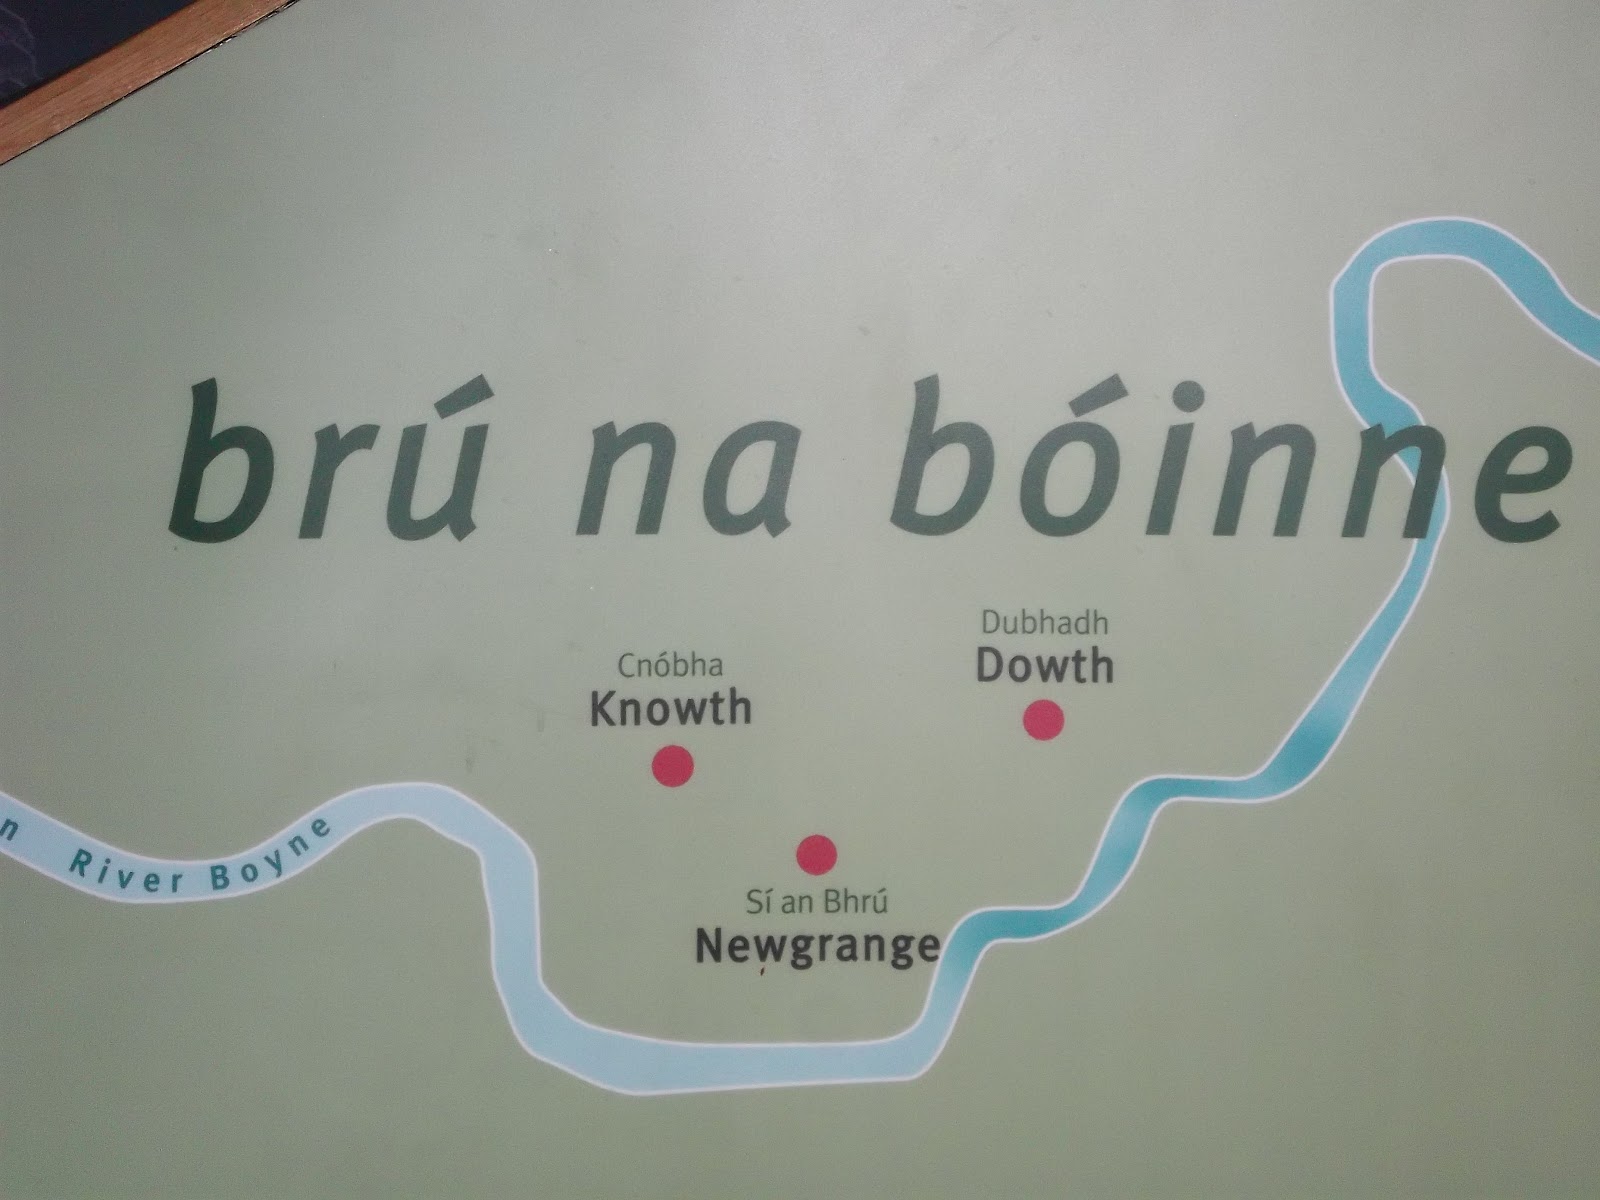 brú na bóinne
Dubhadh
Dowth
Cnóbha
Knowth
River Boyne
Sí an Bhrú
Newgrange